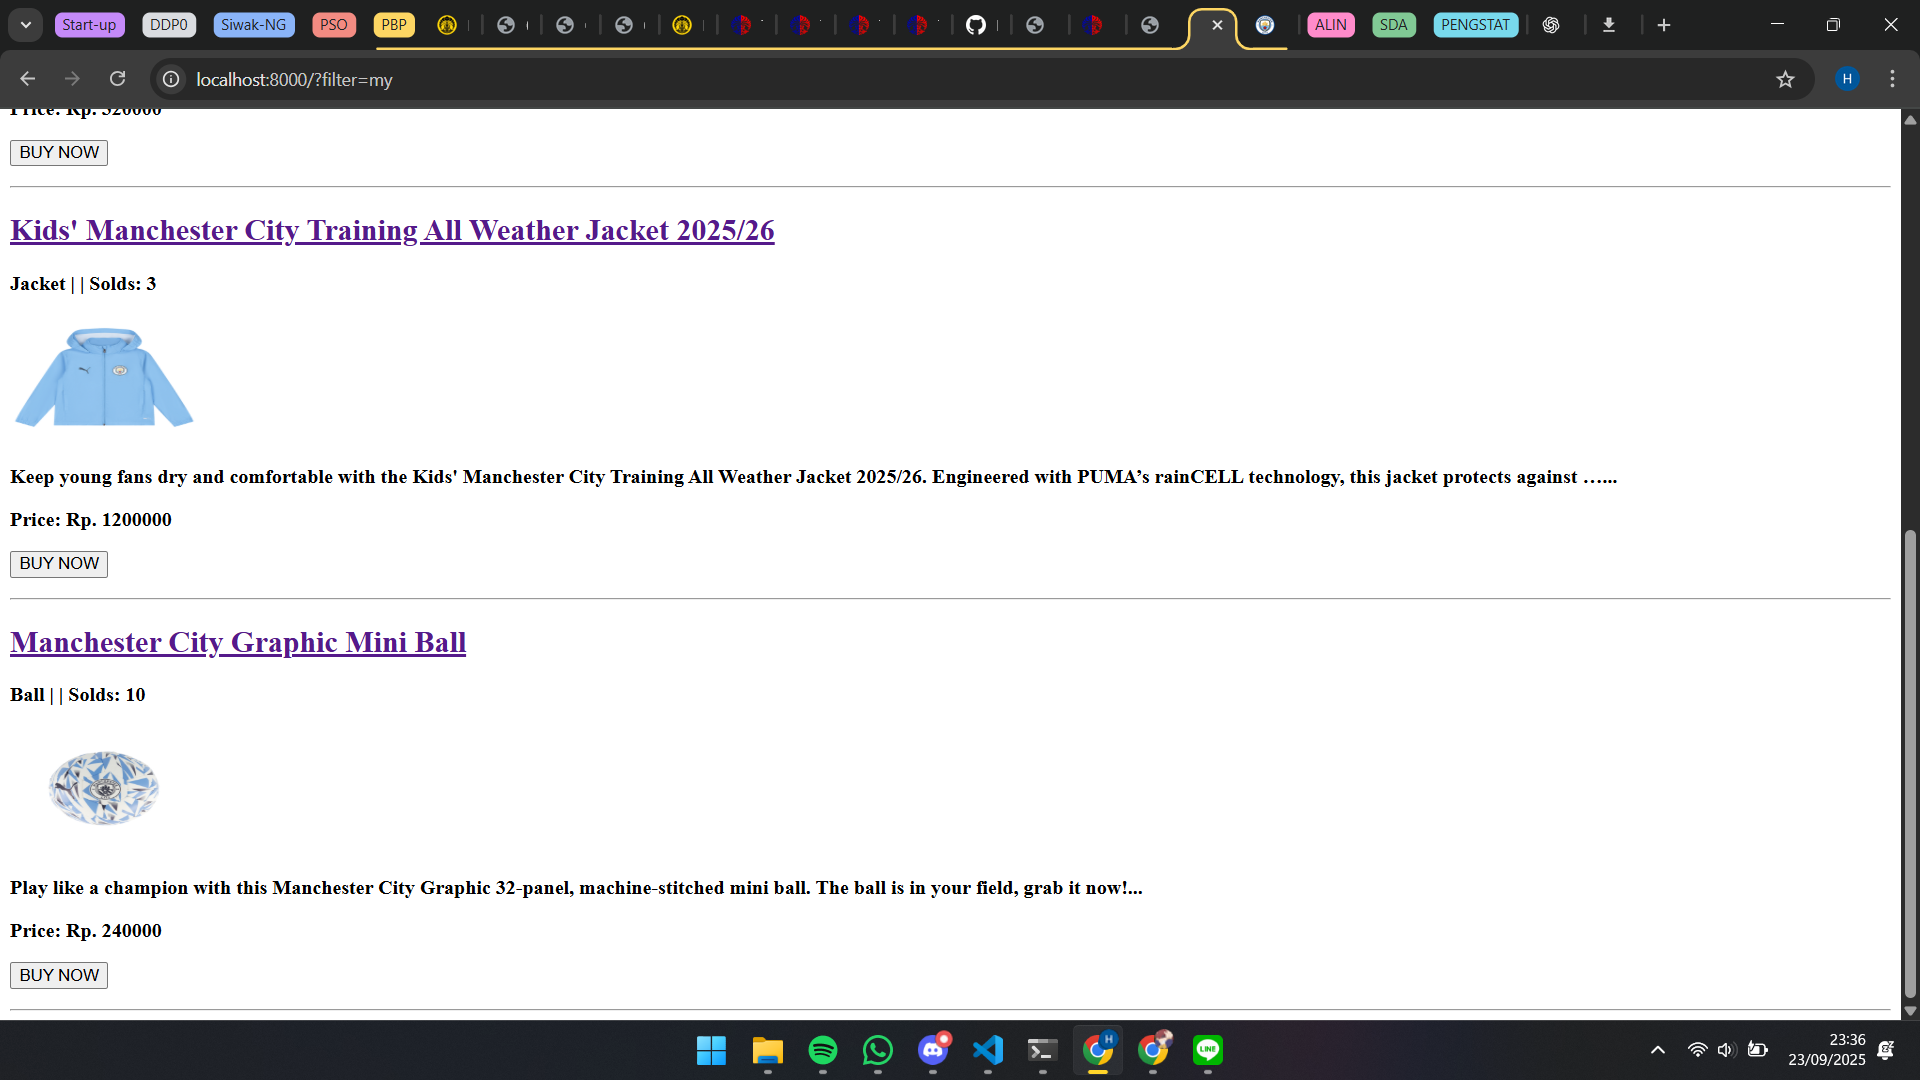 Start-up DDP0 Siwak-NG PSO PBP ALIN SDA PENGSTAT
localhost:8000/?filter=my
H
Price: Rp. 320000
BUY NOW
Kids' Manchester City Training All Weather Jacket 2025/26
Jacket | | Solds: 3
Keep young fans dry and comfortable with the Kids' Manchester City Training All Weather Jacket 2025/26. Engineered with PUMA’s rainCELL technology, this jacket protects against …...
Price: Rp. 1200000
BUY NOW
Manchester City Graphic Mini Ball
Ball | | Solds: 10
Play like a champion with this Manchester City Graphic 32-panel, machine-stitched mini ball. The ball is in your field, grab it now!...
Price: Rp. 240000
BUY NOW
H
LINE
23:36
23/09/2025